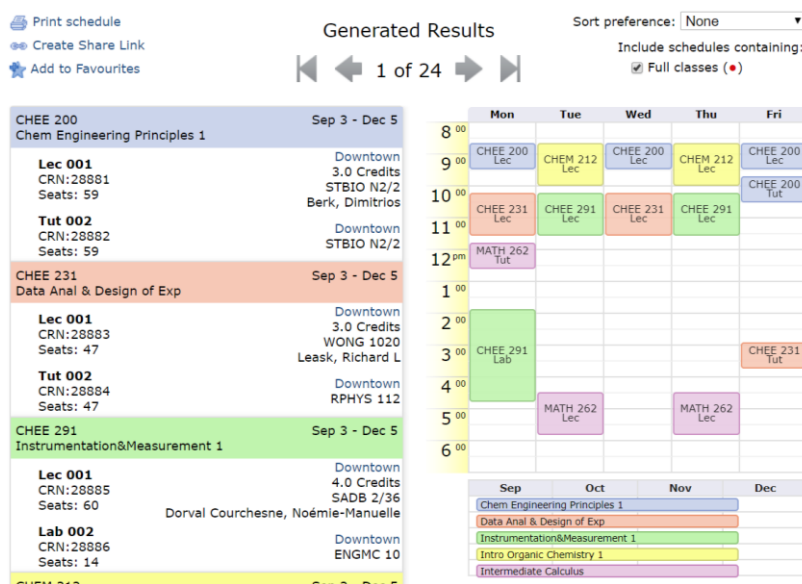 Print schedule
Create Share Link
Add to Favourites
Generated Results
1 of 24
Sort preference: None
Include schedules containing:
Full classes (●)
CHEE 200 Sep 3 - Dec 5
Chem Engineering Principles 1
Lec 001 Downtown
CRN:28881 3.0 Credits
Seats: 59 STBIO N2/2
Berk, Dimitrios
Tut 002 Downtown
CRN:28882 STBIO N2/2
Seats: 59
CHEE 231 Sep 3 - Dec 5
Data Anal & Design of Exp
Lec 001 Downtown
CRN:28883 3.0 Credits
Seats: 47 WONG 1020
Leask, Richard L
Tut 002 Downtown
CRN:28884 RPHYS 112
Seats: 47
CHEE 291 Sep 3 - Dec 5
Instrumentation&Measurement 1
Lec 001 Downtown
CRN:28885 4.0 Credits
Seats: 60 SADB 2/36
Dorval Courchesne, Noémie-Manuelle
Lab 002 Downtown
CRN:28886 ENGMC 10
Seats: 14
CHEM 212 Sep 3 - Dec 5
Mon Tue Wed Thu Fri
8 00
9 00
10 00
11 00
12 pm
1 00
2 00
3 00
4 00
5 00
6 00
CHEE 200 CHEM 212 CHEE 200 CHEM 212 CHEE 200
Lec Lec Lec Lec Lec
CHEE 200
Tut
CHEE 231 CHEE 291 CHEE 231 CHEE 291
Lec Lec Lec Lec
MATH 262
Tut
CHEE 291 CHEE 231
Lab Tut
MATH 262 MATH 262
Lec Lec
Sep Oct Nov Dec
Chem Engineering Principles 1
Data Anal & Design of Exp
Instrumentation&Measurement 1
Intro Organic Chemistry 1
Intermediate Calculus